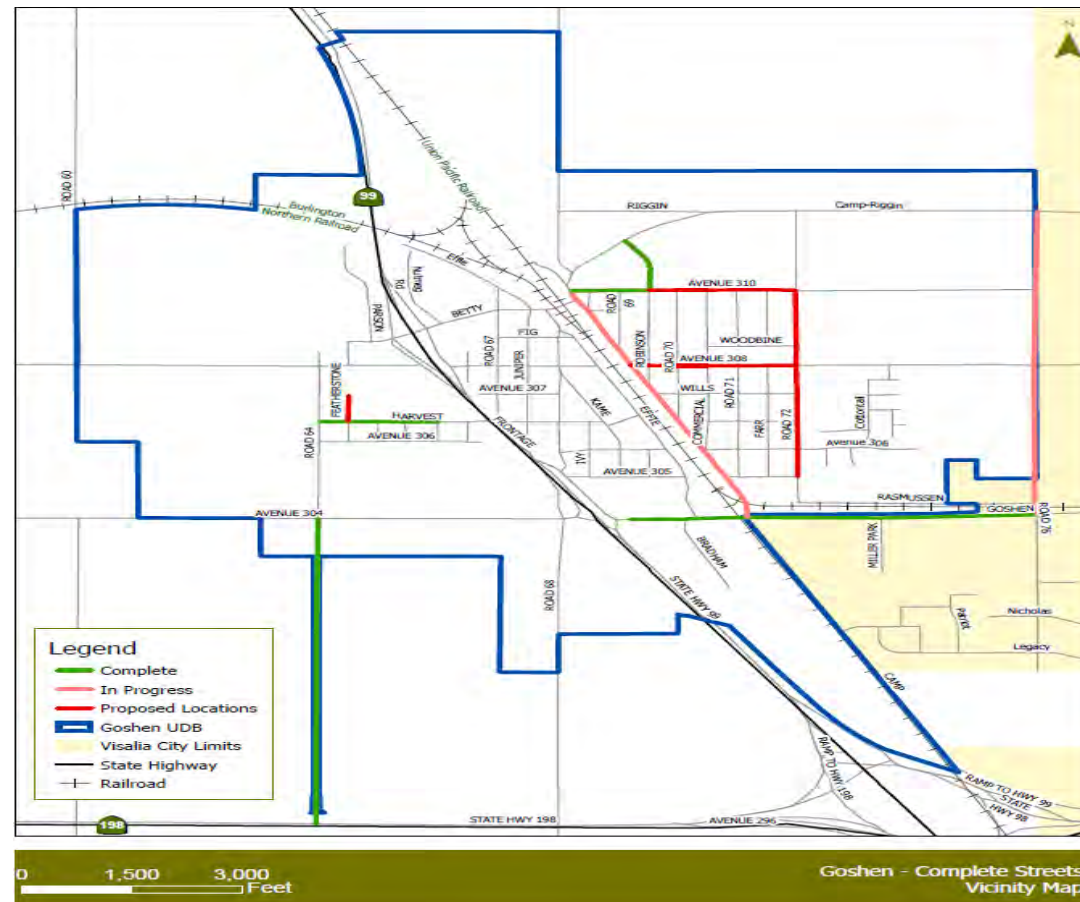 N
ROAD 60
Union Pacific Railroad
99
Burlington
Northern Railroad
RIGGIN
Camp-Riggin
Effie
NUTMEG
RD
PARSON
BETTY
AVENUE 310
ROAD
69
FIG
ROAD 67
JUNIPER
ROBINSON
ROAD 70
WOODBINE
AVENUE 308
AVENUE 307
WILLS
ROAD 71
COMMERCIAL
FEATHERSTONE
HARVEST
AVENUE 306
KAME
EFFIE
FARR
ROAD 72
Avenue 306
ROAD 64
FRONTAGE
IVY
AVENUE 305
RASMUSSEN
GOSHEN
AVENUE 304
ROAD 76
MILLER PARK
BRADHAM
STATE HWY 99
ROAD 68
Nicholas
Legacy
CAMP
Legend
Complete
In Progress
Proposed Locations
Goshen UDB
Visalia City Limits
State Highway
Railroad
RAMP TO HWY 198
RAMP TO HWY 99
STATE
HWY 98
198
STATE HWY 198
AVENUE 296
0 1,500 3,000
Feet
Goshen - Complete Streets
Vicinity Map